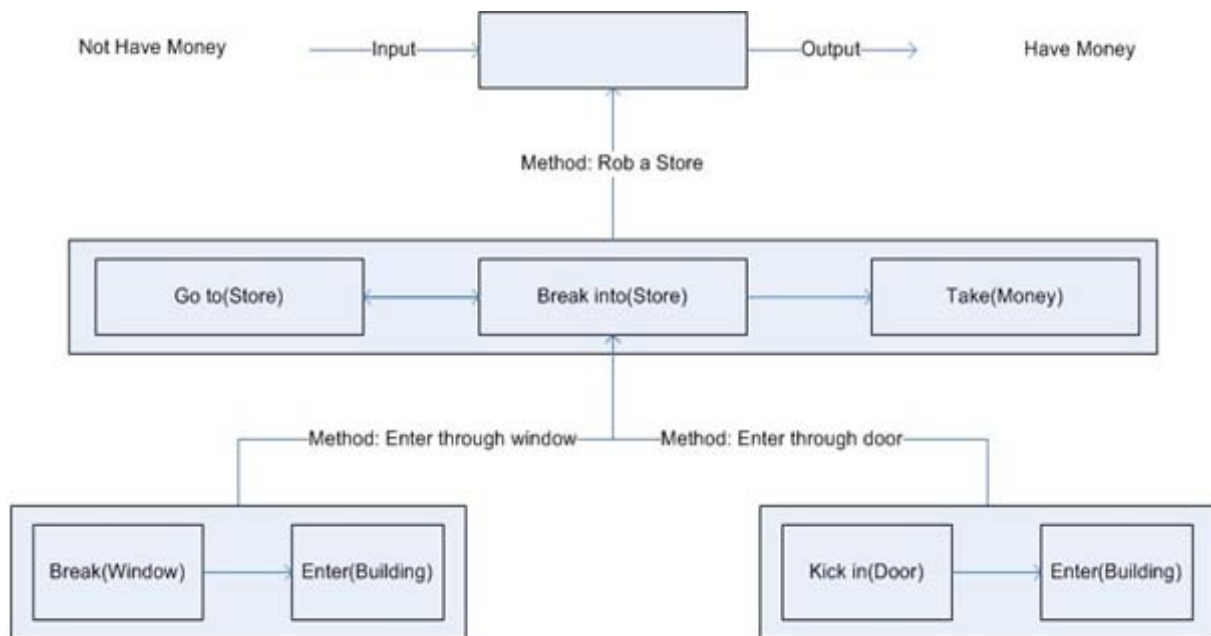 Not Have Money
Input
Output
Have Money
Method: Rob a Store
Go to(Store)
Break into(Store)
Take(Money)
Method: Enter through window
Method: Enter through door
Break(Window)
Enter(Building)
Kick in(Door)
Enter(Building)